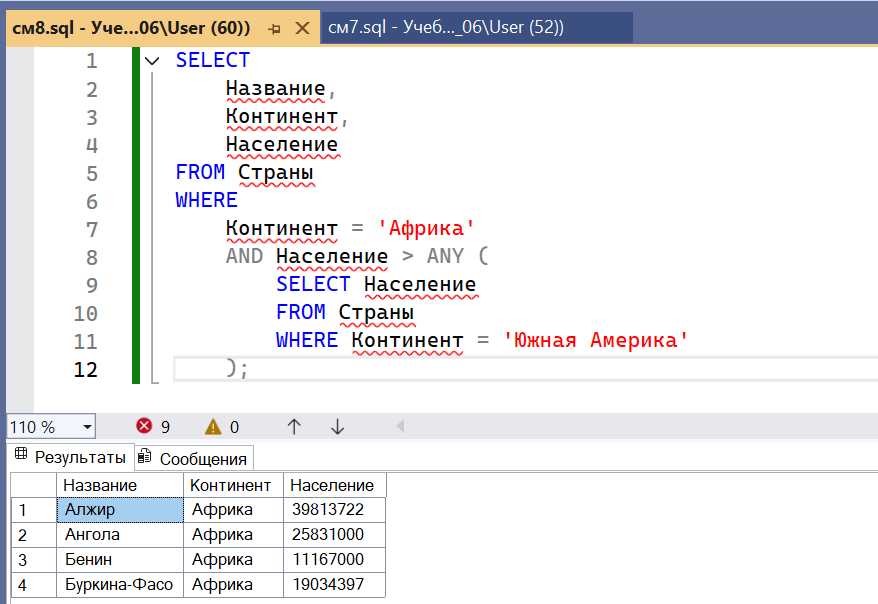 см8.sql - Уче...06\User (60))
см7.sql - Учеб..._06\User (52))
1 SELECT
2 Название,
3 Континент,
4 Население
5 FROM Страны
6 WHERE
7 Континент = 'Африка'
8 AND Население > ANY (
9 SELECT Население
10 FROM Страны
11 WHERE Континент = 'Южная Америка'
12 );
110 % 9 0
Результаты Сообщения
Название Континент Население
1 Алжир Африка 39813722
2 Ангола Африка 25831000
3 Бенин Африка 11167000
4 Буркина-Фасо Африка 19034397